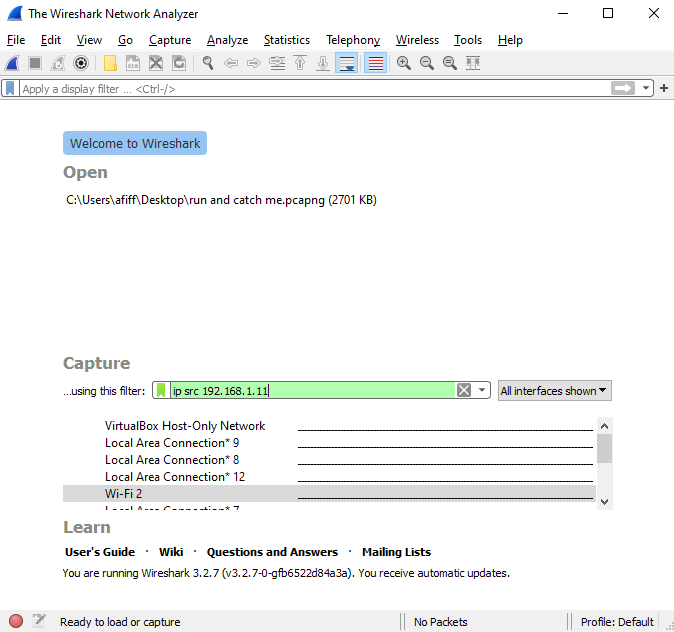 The Wireshark Network Analyzer
File Edit View Go Capture Analyze Statistics Telephony Wireless Tools Help
Apply a display filter ... <Ctrl-/>
Welcome to Wireshark
Open
C:\Users\afiff\Desktop\run and catch me.pcapng (2701 KB)
Capture
...using this filter: ip src 192.168.1.11 All interfaces shown
VirtualBox Host-Only Network
Local Area Connection* 9
Local Area Connection* 8
Local Area Connection* 12
Wi-Fi 2
Local Area Connection* 7
Learn
User's Guide · Wiki · Questions and Answers · Mailing Lists
You are running Wireshark 3.2.7 (v3.2.7-0-gfb6522d84a3a). You receive automatic updates.
Ready to load or capture No Packets Profile: Default